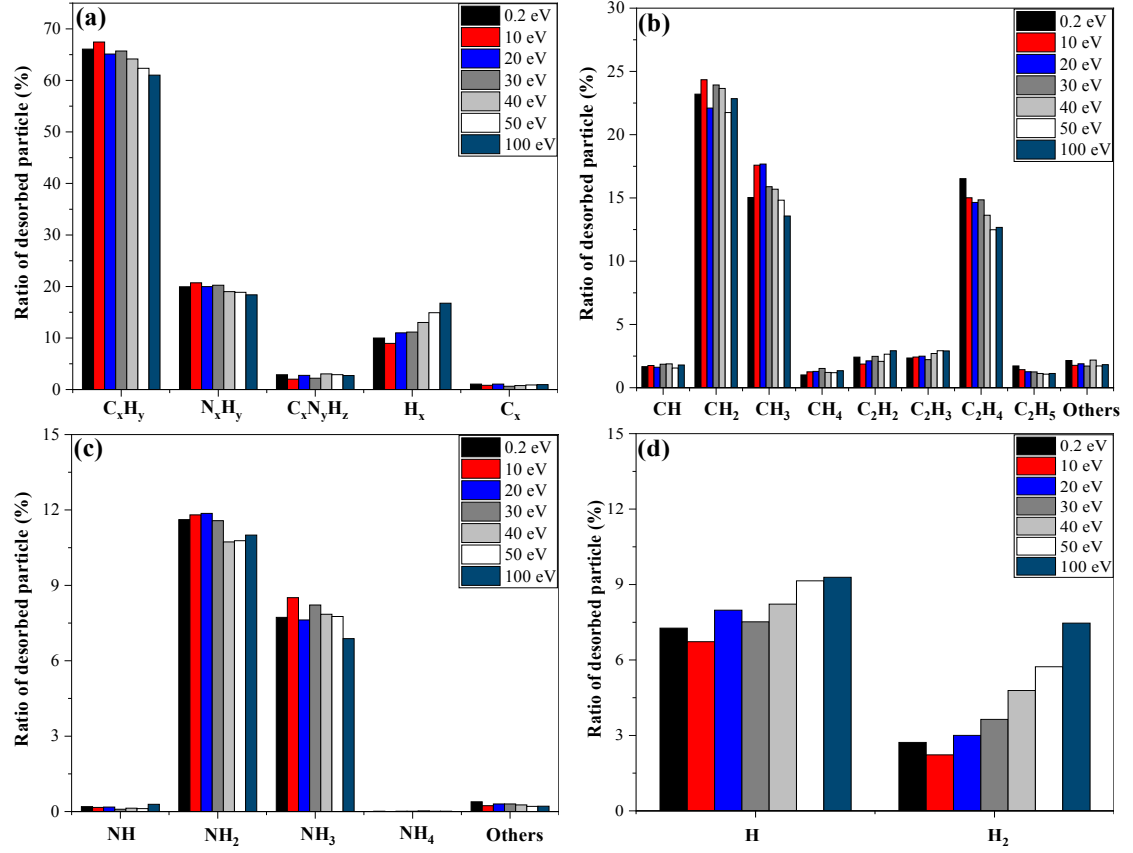 (a)
0.2 eV
10 eV
20 eV
30 eV
40 eV
50 eV
100 eV
Ratio of desorbed particle (%)
70
60
50
40
30
20
10
0
CₓHᵧ
NₓHᵧ
CₓNᵧH_z
Hₓ
Cₓ
(b)
0.2 eV
10 eV
20 eV
30 eV
40 eV
50 eV
100 eV
Ratio of desorbed particle (%)
30
25
20
15
10
5
0
CH
CH₂
CH₃
CH₄
C₂H₂
C₂H₃
C₂H₄
C₂H₅
Others
(c)
0.2 eV
10 eV
20 eV
30 eV
40 eV
50 eV
100 eV
Ratio of desorbed particle (%)
15
12
9
6
3
0
NH
NH₂
NH₃
NH₄
Others
(d)
0.2 eV
10 eV
20 eV
30 eV
40 eV
50 eV
100 eV
Ratio of desorbed particle (%)
15
12
9
6
3
0
H
H₂